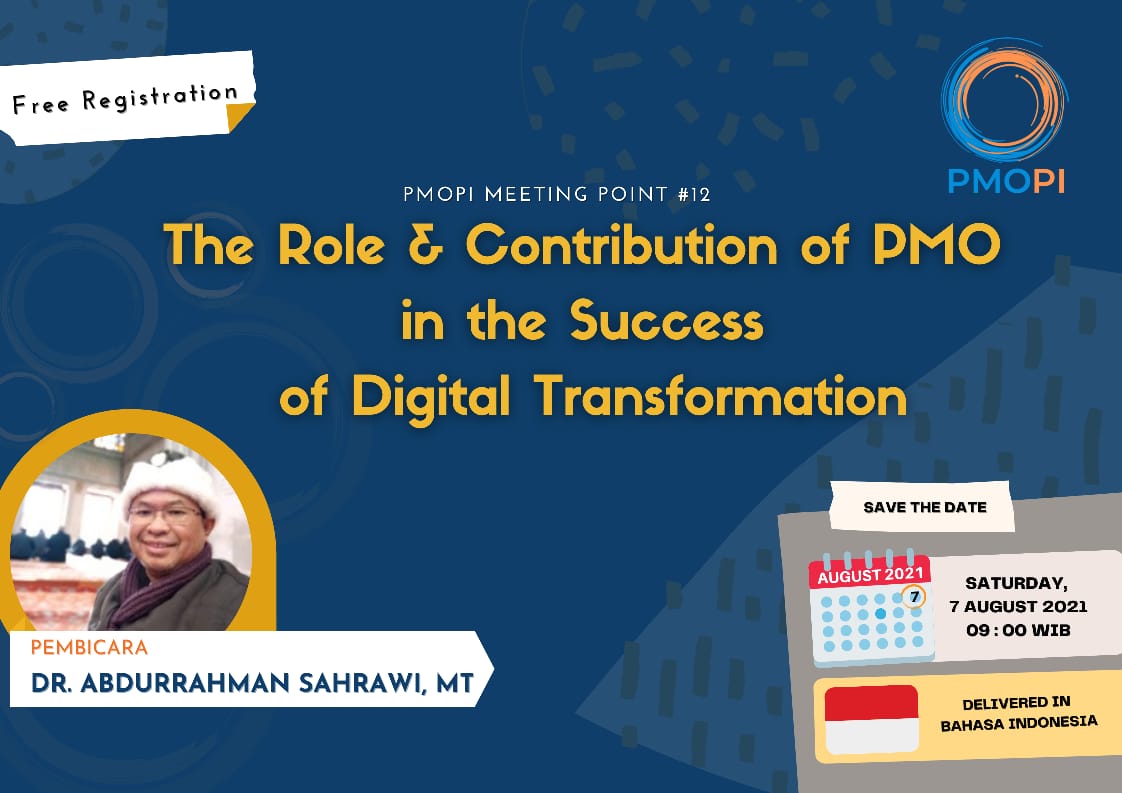 Free Registration
PMOPI
PMOPI MEETING POINT #12
The Role & Contribution of PMO
in the Success
of Digital Transformation
PEMBICARA
DR. ABDURRAHMAN SAHRAWI, MT
SAVE THE DATE
AUGUST 2021
7
SATURDAY,
7 AUGUST 2021
09 : 00 WIB
DELIVERED IN
BAHASA INDONESIA